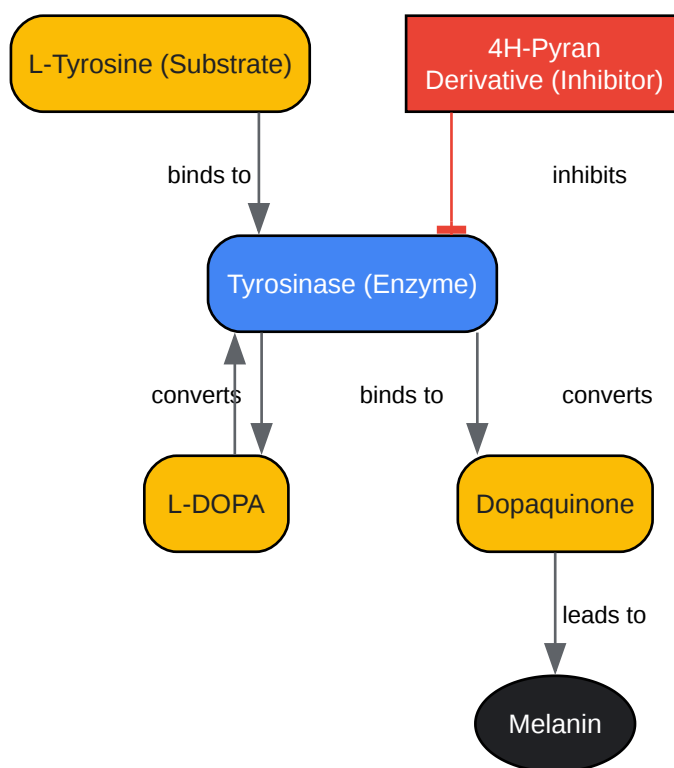 L-Tyrosine (Substrate)
4H-Pyran
Derivative (Inhibitor)
binds to
inhibits
Tyrosinase (Enzyme)
converts
binds to
converts
L-DOPA
Dopaquinone
leads to
Melanin